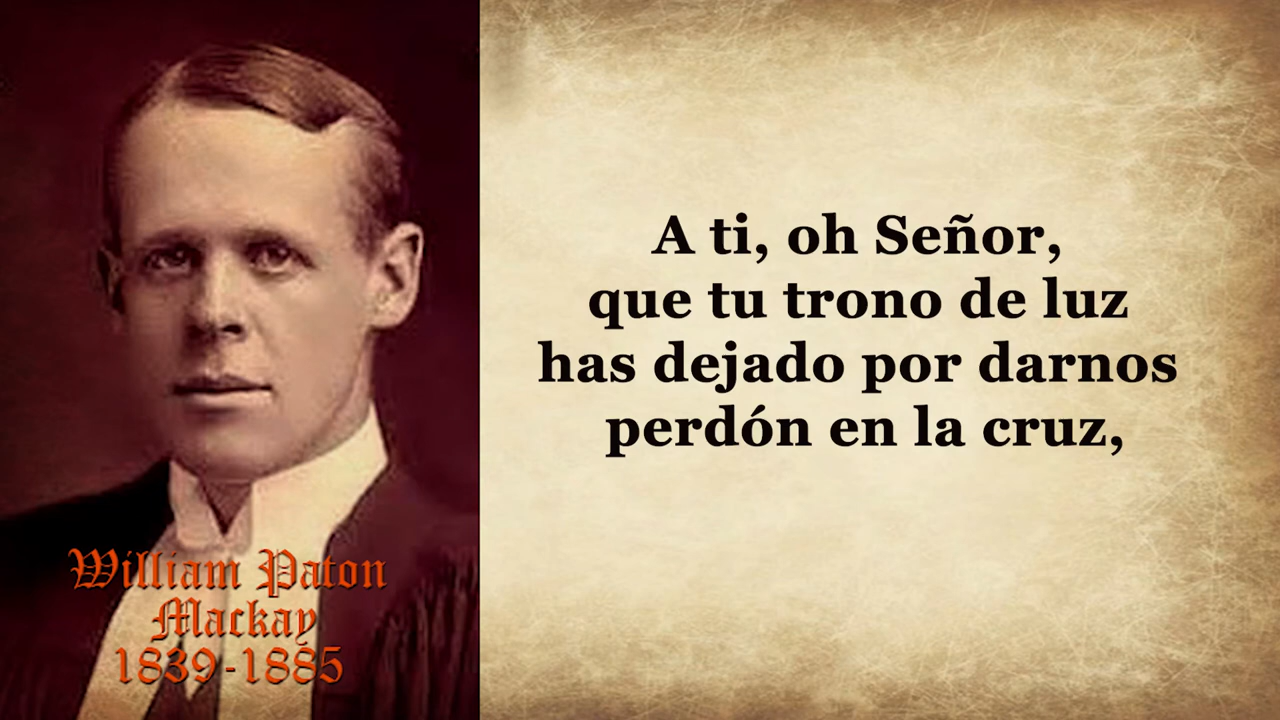 William Paton
Mackay
1839-1885
A ti, oh Señor,
que tu trono de luz
has dejado por darnos
perdón en la cruz,